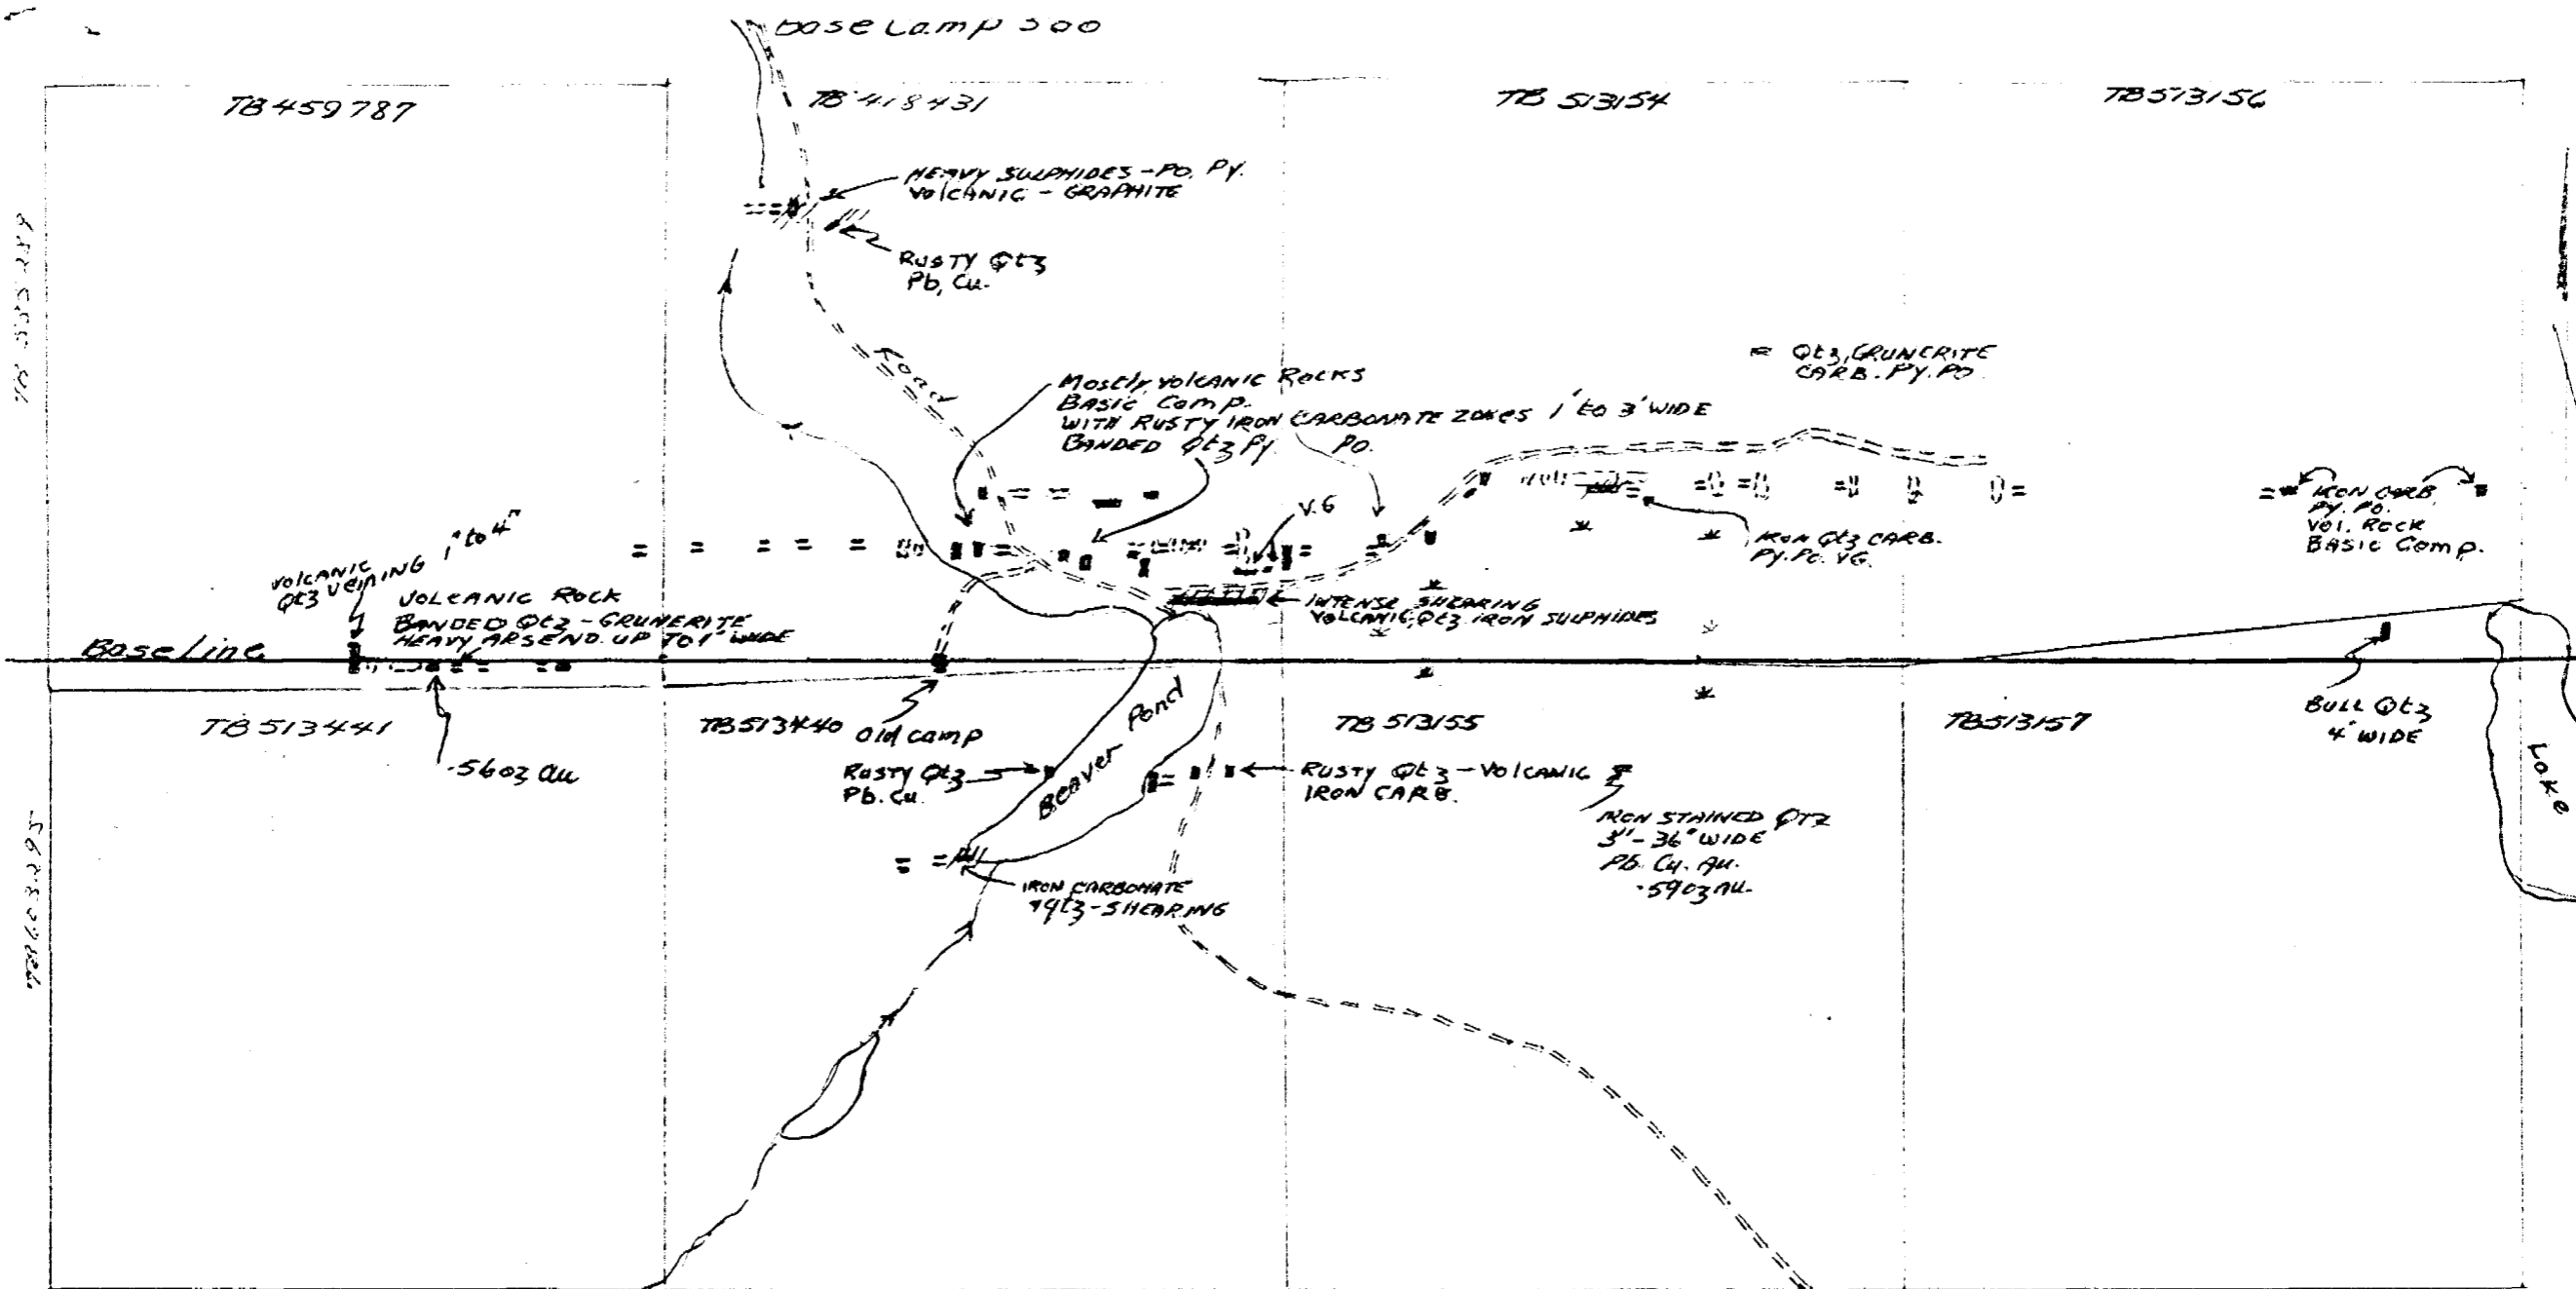 Base Camp 500
TB 459787
TB 418431
TB 513154
TB 513156
HEAVY SULPHIDES - PO. PY.
VOLCANIC - GRAPHITE
RUSTY Qtz
Pb, Cu.
Road
= Qtz, GRUNERITE
CARB. PY. PO.
Mostly VOLCANIC ROCKS
BASIC Comp.
WITH RUSTY IRON CARBONATE ZONES 1' to 3' WIDE
BANDED Qtz PY. PO.
V.G
IRON Qtz CARB.
PY. PO. VG.
IRON CARB
PY. PO.
VOl. ROCK
BASIC Comp.
VOLCANIC
Qtz VEINING 1" to 4"
VOLCANIC ROCK
BANDED Qtz - GRUNERITE
HEAVY ARSENO. UP TO 1" WIDE
INTENSE SHEARING
VOLCANIC, Qtz IRON SULPHIDES
Baseline
TB 513441
TB 513440
TB 513155
TB 513157
.56oz au
Old camp
Beaver Pond
RUSTY Qtz
Pb. Cu.
RUSTY Qtz - VOLCANIC
IRON CARB.
BULL Qtz
4' WIDE
Lake
IRON STAINED QTZ
3" - 36" WIDE
Pb. Cu. Au.
.59oz AU.
IRON CARBONATE
+qtz - SHEARING
TB 603295